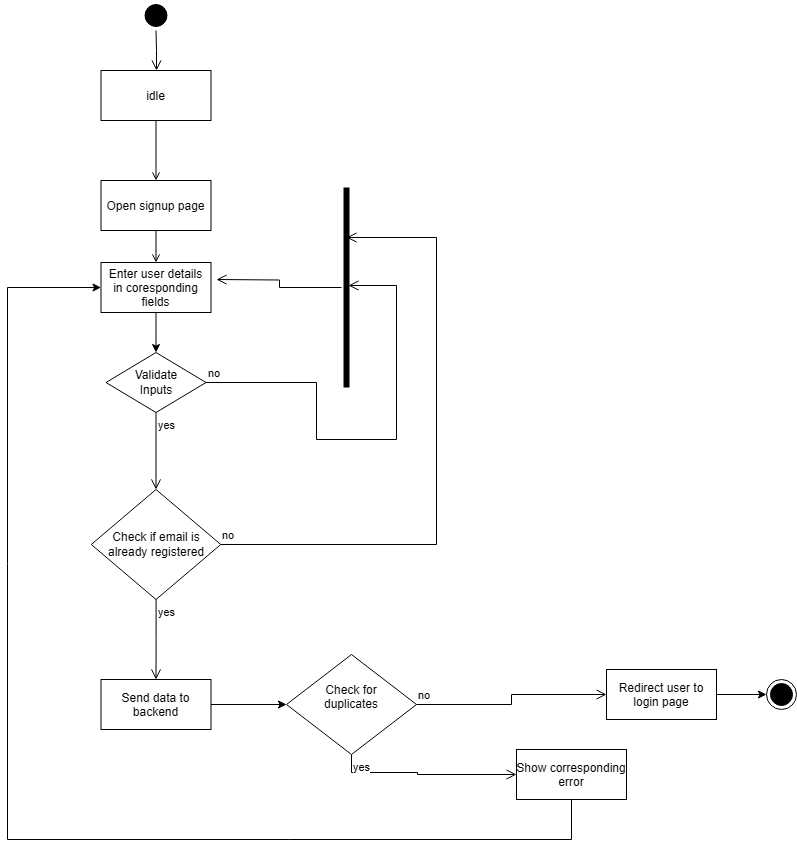 idle
Open signup page
Enter user details
in coresponding
fields
Validate
Inputs
no
yes
Check if email is
already registered
no
yes
Send data to
backend
Check for
duplicates
no
Redirect user to
login page
yes
Show corresponding
error